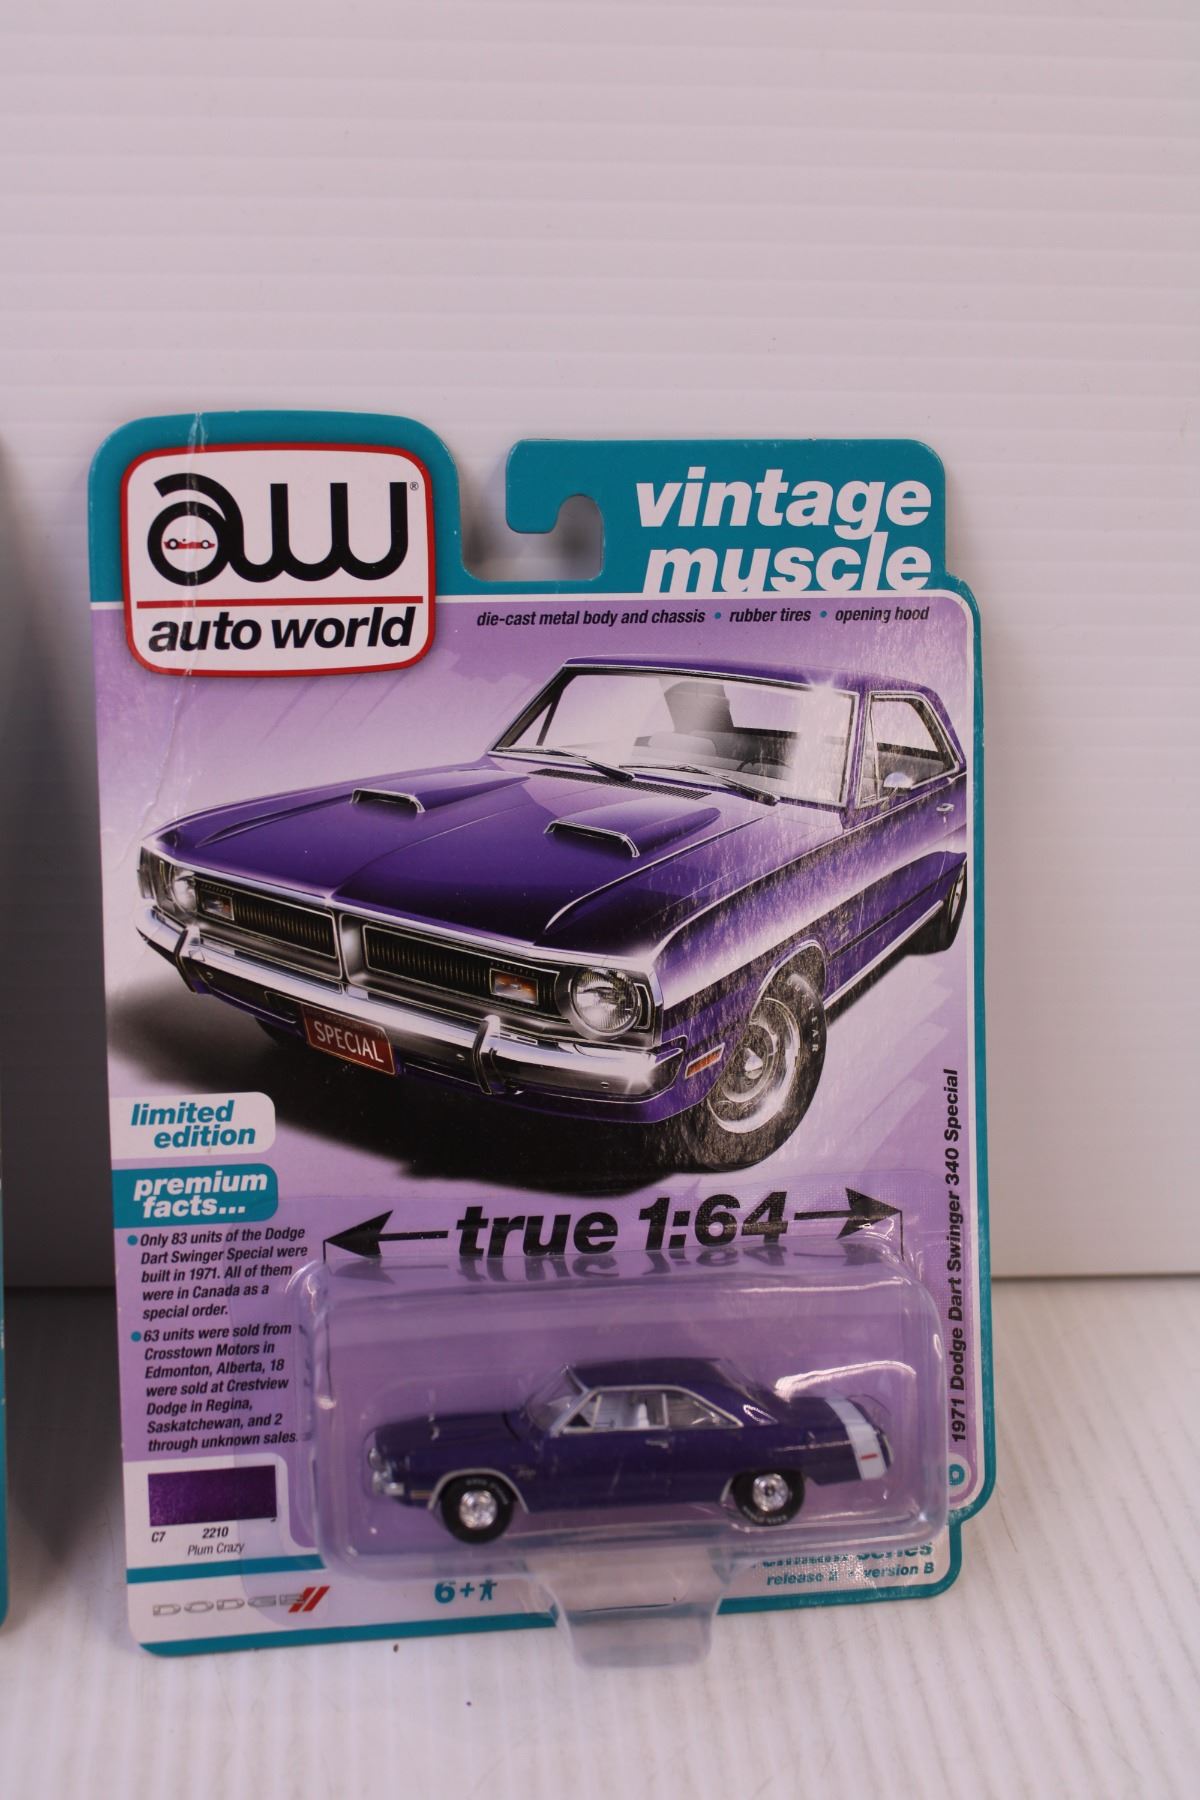 aw®
auto world
vintage
muscle
die-cast metal body and chassis • rubber tires • opening hood
SPECIAL
limited
edition
premium
facts...
• Only 83 units of the Dodge
Dart Swinger Special were
built in 1971. All of them
were in Canada as a
special order.
• 63 units were sold from
Crosstown Motors in
Edmonton, Alberta, 18
were sold at Crestview
Dodge in Regina,
Saskatchewan, and 2
through unknown sales.
true 1:64
1971 Dodge Dart Swinger 340 Special
C7 2210
Plum Crazy
DODGE
6+
series
release version B